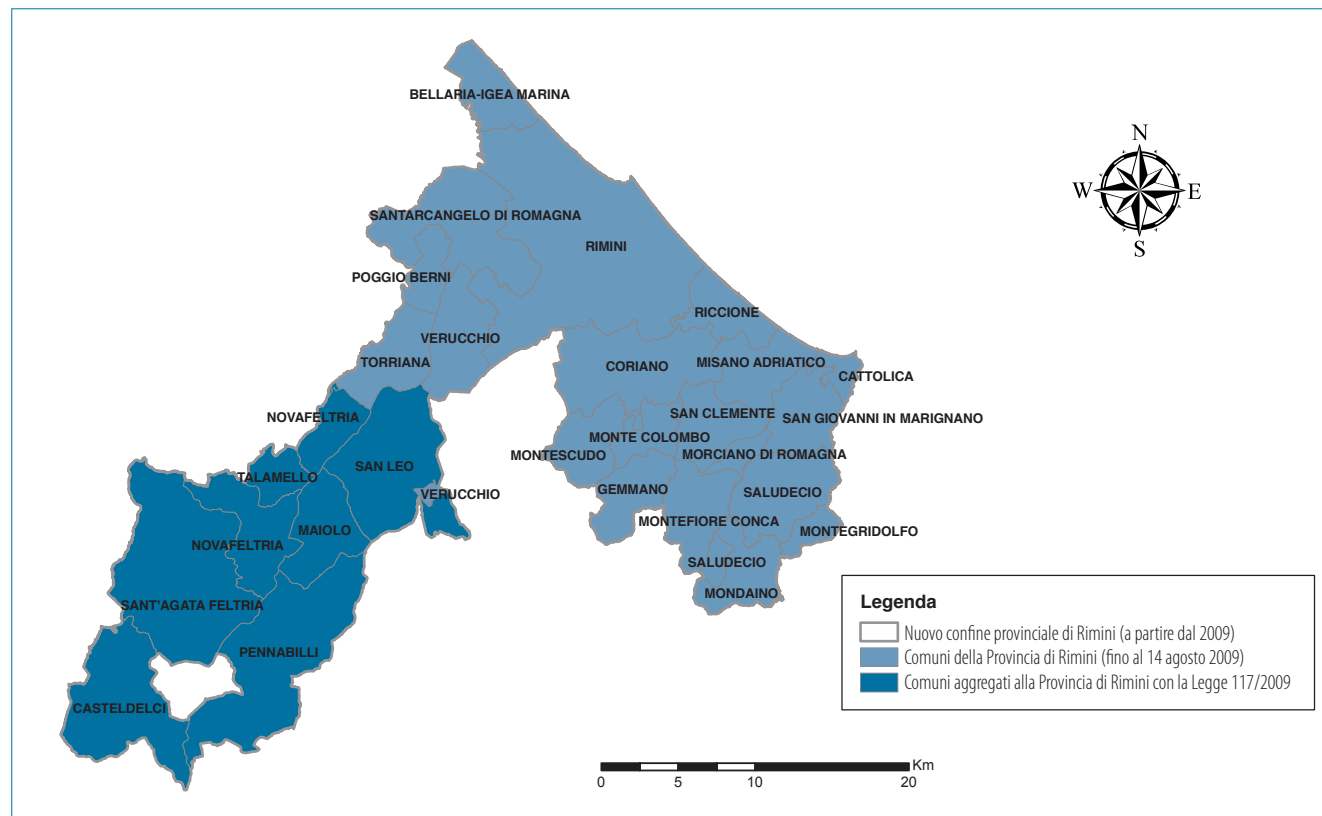 BELLARIA-IGEA MARINA
N
W
E
S
SANTARCANGELO DI ROMAGNA
RIMINI
POGGIO BERNI
RICCIONE
VERUCCHIO
TORRIANA
CORIANO
MISANO ADRIATICO
CATTOLICA
NOVAFELTRIA
SAN CLEMENTE
SAN GIOVANNI IN MARIGNANO
MONTE COLOMBO
MONTESCUDO
MORCIANO DI ROMAGNA
SAN LEO
TALAMELLO
GEMMANO
SALUDECIO
VERUCCHIO
MONTEFIORE CONCA
MONTEGRIDOLFO
MAIOLO
NOVAFELTRIA
SALUDECIO
MONDAINO
SANT'AGATA FELTRIA
PENNABILLI
CASTELDELCI
Legenda
Nuovo confine provinciale di Rimini (a partire dal 2009)
Comuni della Provincia di Rimini (fino al 14 agosto 2009)
Comuni aggregati alla Provincia di Rimini con la Legge 117/2009
Km
0 5 10 20